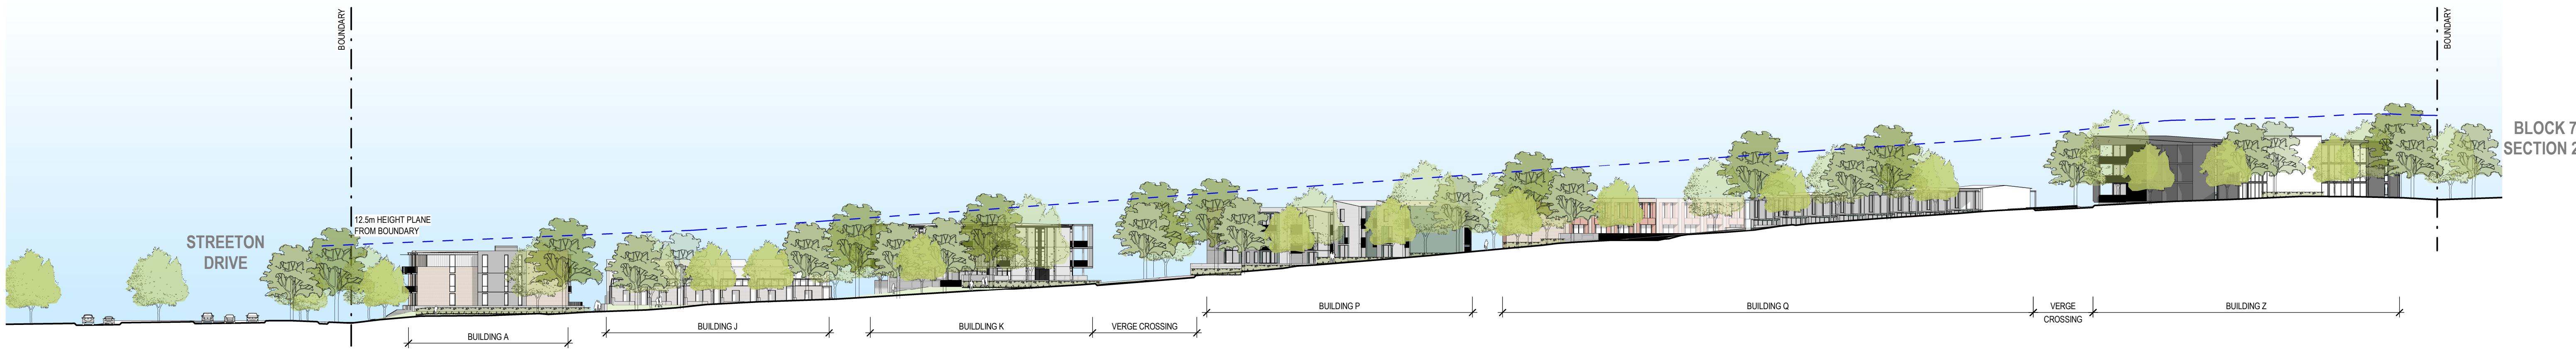 BOUNDARY
BOUNDARY
BLOCK 7
SECTION 2
12.5m HEIGHT PLANE
FROM BOUNDARY
STREETON
DRIVE
BUILDING A
BUILDING J
BUILDLING K
VERGE CROSSING
BUILDING P
BUILDING Q
VERGE
CROSSING
BUILDING Z